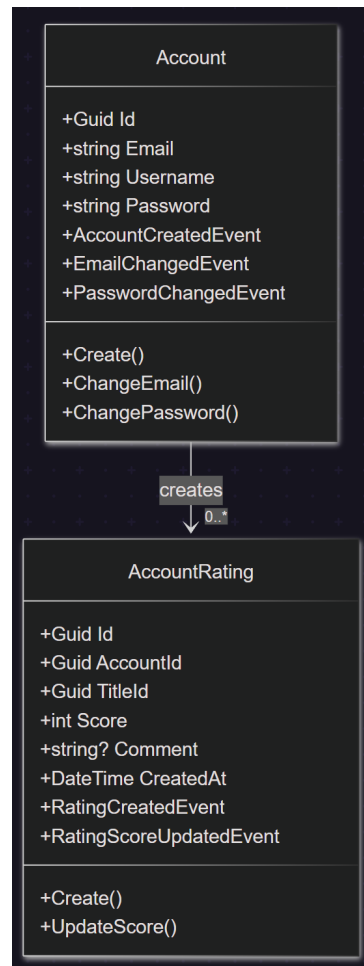 Account
+Guid Id
+string Email
+string Username
+string Password
+AccountCreatedEvent
+EmailChangedEvent
+PasswordChangedEvent
+Create()
+ChangeEmail()
+ChangePassword()
creates
0..*
AccountRating
+Guid Id
+Guid AccountId
+Guid TitleId
+int Score
+string? Comment
+DateTime CreatedAt
+RatingCreatedEvent
+RatingScoreUpdatedEvent
+Create()
+UpdateScore()